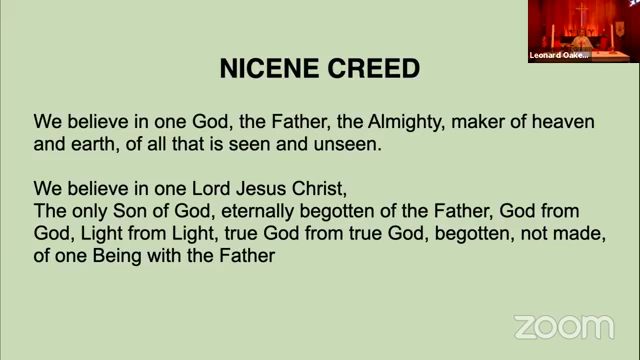 Leonard Oake...
NICENE CREED
We believe in one God, the Father, the Almighty, maker of heaven
and earth, of all that is seen and unseen.
We believe in one Lord Jesus Christ,
The only Son of God, eternally begotten of the Father, God from
God, Light from Light, true God from true God, begotten, not made,
of one Being with the Father
zoom